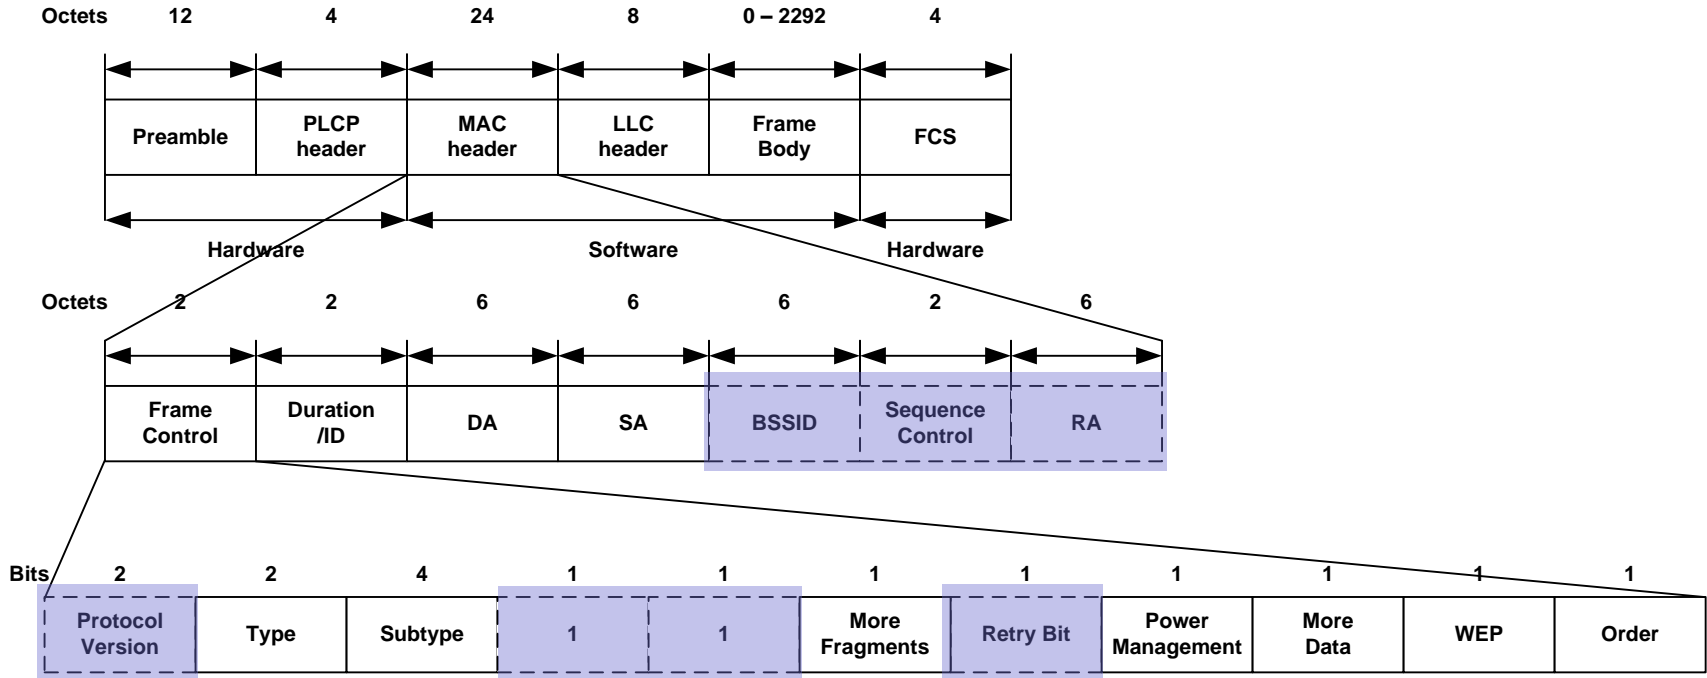 Octets 12 4 24 8 0 – 2292 4
Preamble PLCP header MAC header LLC header Frame Body FCS
Hardware Software Hardware
Octets 2 2 6 6 6 2 6
Frame Control Duration /ID DA SA BSSID Sequence Control RA
Bits 2 2 4 1 1 1 1 1 1 1 1
Protocol Version Type Subtype 1 1 More Fragments Retry Bit Power Management More Data WEP Order